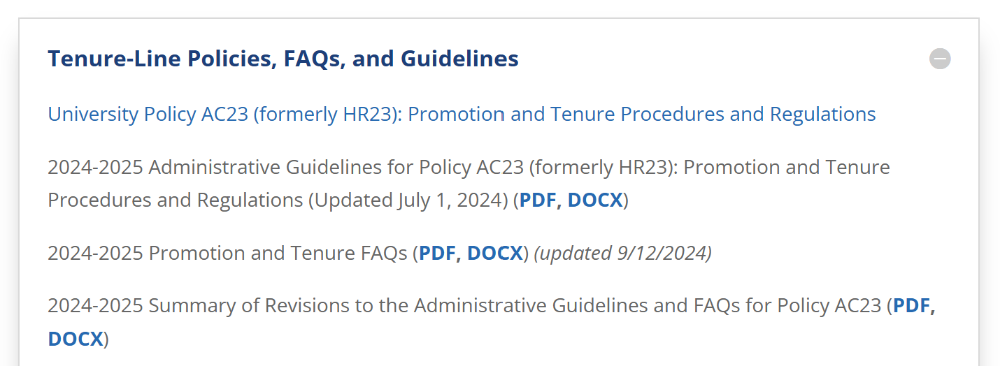 Tenure-Line Policies, FAQs, and Guidelines
University Policy AC23 (formerly HR23): Promotion and Tenure Procedures and Regulations
2024-2025 Administrative Guidelines for Policy AC23 (formerly HR23): Promotion and Tenure
Procedures and Regulations (Updated July 1, 2024) (PDF, DOCX)
2024-2025 Promotion and Tenure FAQs (PDF, DOCX) (updated 9/12/2024)
2024-2025 Summary of Revisions to the Administrative Guidelines and FAQs for Policy AC23 (PDF,
DOCX)